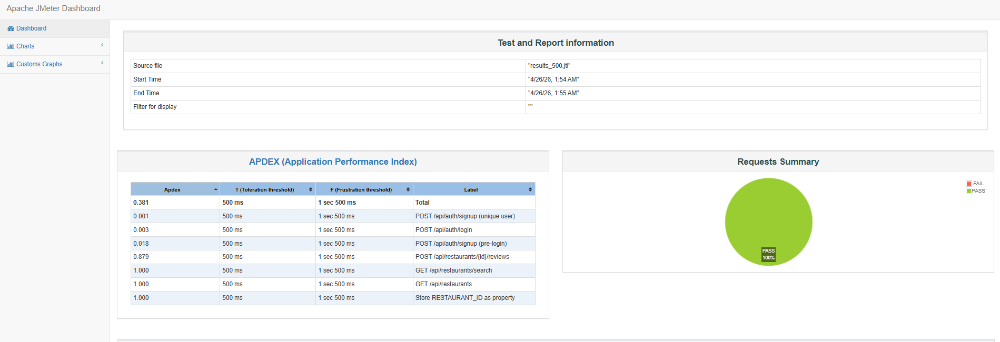 Apache JMeter Dashboard
Dashboard
Charts
Customs Graphs
Test and Report information
Source file "results_500.jtl"
Start Time "4/26/26, 1:54 AM"
End Time "4/26/26, 1:55 AM"
Filter for display ""
APDEX (Application Performance Index)
Apdex T (Toleration threshold) F (Frustration threshold) Label
0.381 500 ms 1 sec 500 ms Total
0.001 500 ms 1 sec 500 ms POST /api/auth/signup (unique user)
0.003 500 ms 1 sec 500 ms POST /api/auth/login
0.018 500 ms 1 sec 500 ms POST /api/auth/signup (pre-login)
0.879 500 ms 1 sec 500 ms POST /api/restaurants/{id}/reviews
1.000 500 ms 1 sec 500 ms GET /api/restaurants/search
1.000 500 ms 1 sec 500 ms GET /api/restaurants
1.000 500 ms 1 sec 500 ms Store RESTAURANT_ID as property
Requests Summary
FAIL
PASS
PASS
100%